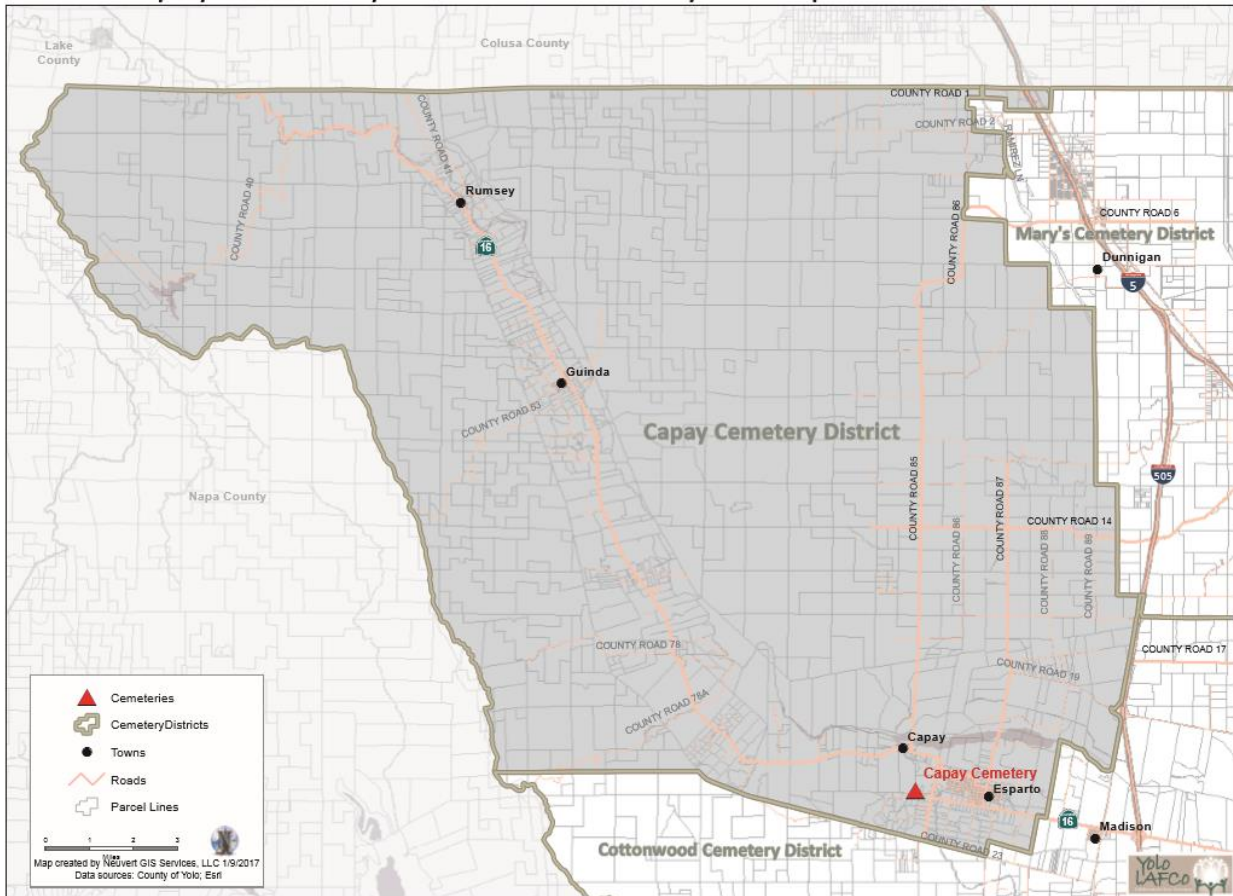 Lake
County
Colusa County
COUNTY ROAD 1
COUNTY ROAD 2
RAMIREZ LN
COUNTY ROAD 41
Rumsey
COUNTY ROAD 40
16
COUNTY ROAD 86
COUNTY ROAD 6
Mary's Cemetery District
Dunnigan
5
Guinda
COUNTY ROAD 53
Capay Cemetery District
Napa County
COUNTY ROAD 85
COUNTY ROAD 87
505
COUNTY ROAD 14
COUNTY ROAD 86
COUNTY ROAD 88
COUNTY ROAD 89
COUNTY ROAD 78
COUNTY ROAD 17
COUNTY ROAD 19
COUNTY ROAD 78A
Capay
Capay Cemetery
Esparto
16
Madison
COUNTY ROAD 23
Cottonwood Cemetery District
Cemeteries
CemeteryDistricts
Towns
Roads
Parcel Lines
0 1 2 3
Miles
Map created by Neuvert GIS Services, LLC 1/9/2017
Data sources: County of Yolo; Esri
YOLO
LAFCO